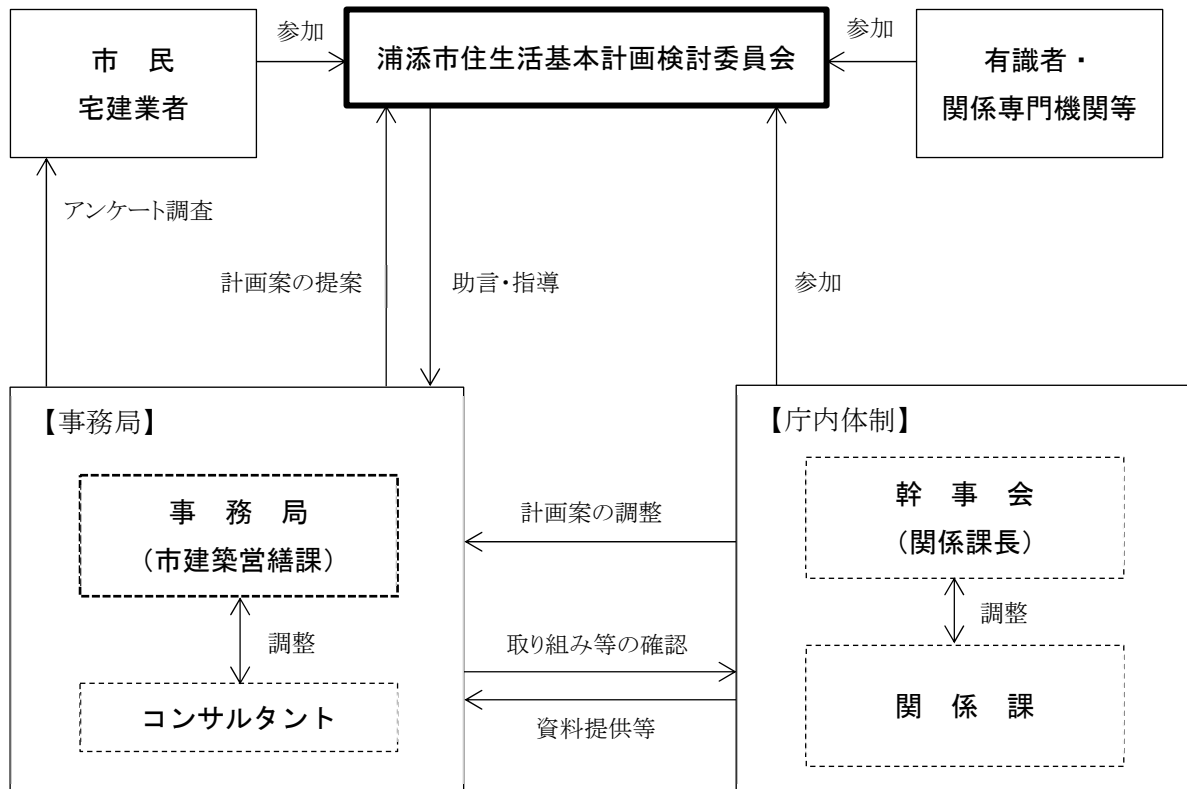 市　民
宅建業者
参加
浦添市住生活基本計画検討委員会
参加
有識者・
関係専門機関等
アンケート調査
計画案の提案
助言・指導
参加
【事務局】
事　務　局
（市建築営繕課）
調整
コンサルタント
計画案の調整
取り組み等の確認
資料提供等
【庁内体制】
幹　事　会
（関係課長）
調整
関　係　課